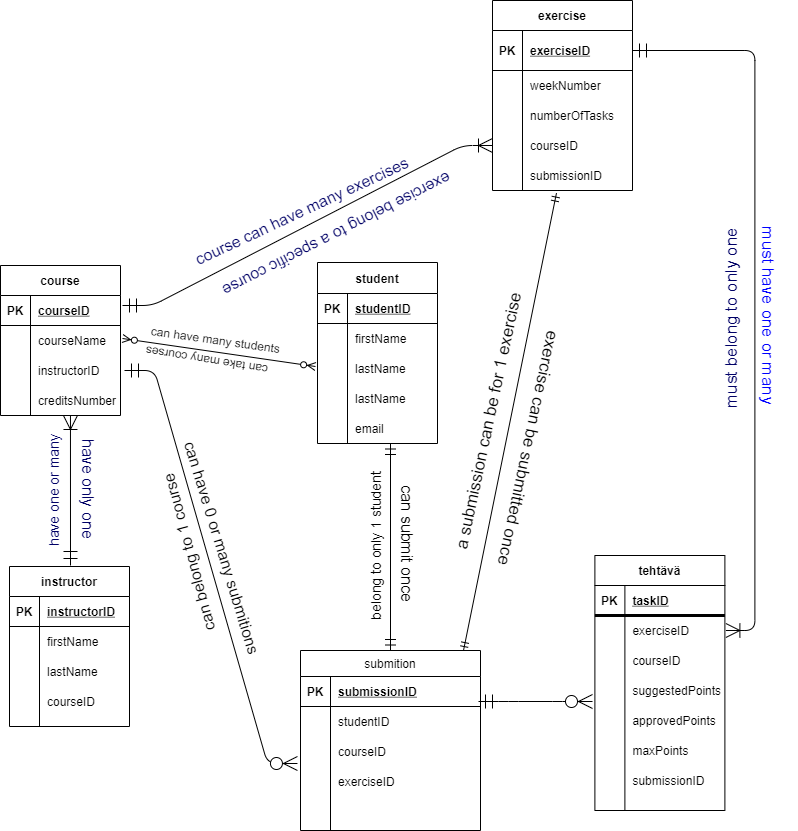 exercise
PK exerciseID
weekNumber
numberOfTasks
courseID
submissionID
course can have many exercises
exercise belong to a specific course
must belong to only one
must have one or many
course
PK courseID
courseName
instructorID
creditsNumber
student
PK studentID
firstName
lastName
lastName
email
can have many students
can take many courses
a submission can be for 1 exercise
exercise can be submitted once
have one or many
have only one
can have 0 or many submitions
can belong to 1 course
belong to only 1 student
can submit once
instructor
PK instructorID
firstName
lastName
courseID
submition
PK submissionID
studentID
courseID
exerciseID
tehtävä
PK taskID
exerciseID
courseID
suggestedPoints
approvedPoints
maxPoints
submissionID